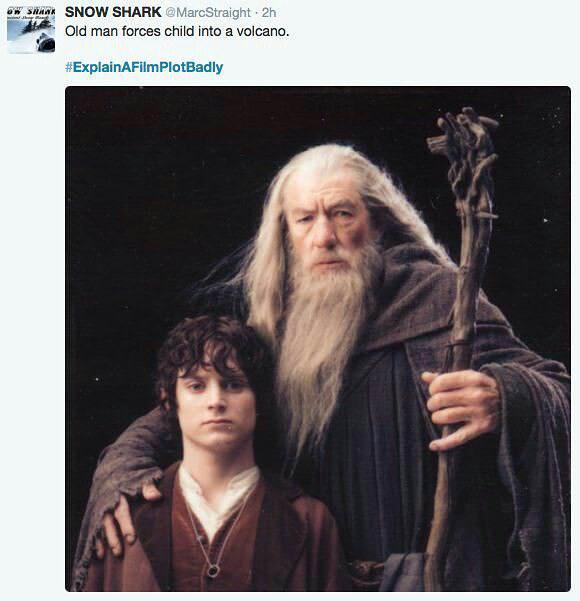 SNOW SHARK @MarcStraight · 2h
Old man forces child into a volcano.
#ExplainAFilmPlotBadly